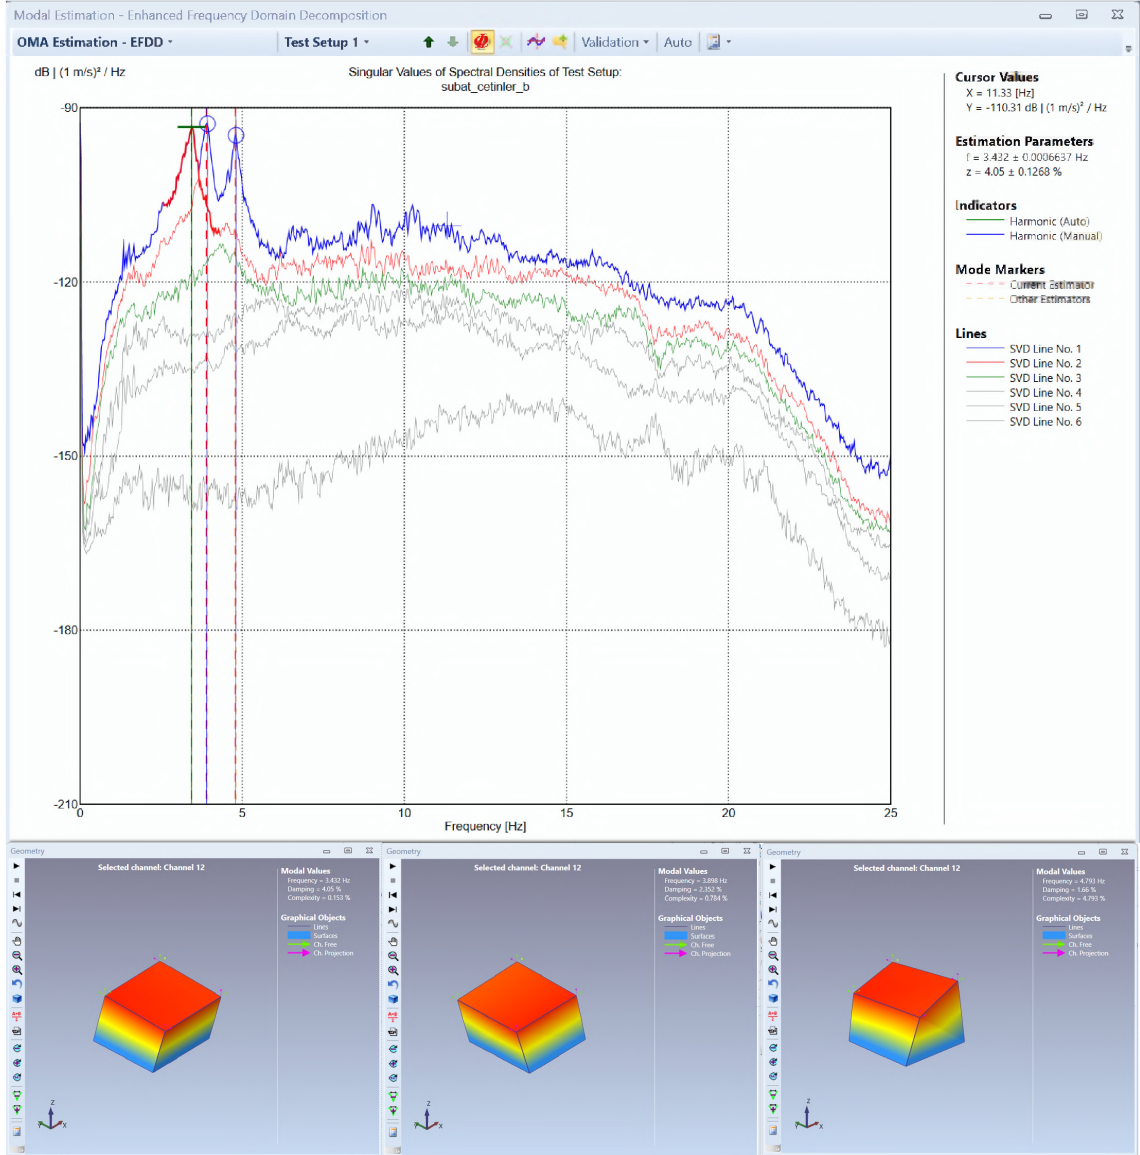 Modal Estimation - Enhanced Frequency Domain Decomposition
OMA Estimation - EFDD
Test Setup 1
Validation
Auto
dB | (1 m/s)² / Hz
Singular Values of Spectral Densities of Test Setup:
subat_cetinler_b
-90
-120
-150
-180
-210
0
5
10
15
20
25
Frequency [Hz]
Cursor Values
X = 11.33 [Hz]
Y = -110.31 dB | (1 m/s)² / Hz
Estimation Parameters
f = 3.432 ± 0.0006637 Hz
z = 4.05 ± 0.1268 %
Indicators
Harmonic (Auto)
Harmonic (Manual)
Mode Markers
Current Estimator
Other Estimators
Lines
SVD Line No. 1
SVD Line No. 2
SVD Line No. 3
SVD Line No. 4
SVD Line No. 5
SVD Line No. 6
Geometry
Selected channel: Channel 12
Modal Values
Frequency = 3.432 Hz
Damping = 4.05 %
Complexity = 0.153 %
Graphical Objects
Lines
Surfaces
Ch. Free
Ch. Projection
Z
Y
X
Geometry
Selected channel: Channel 12
Modal Values
Frequency = 3.898 Hz
Damping = 2.352 %
Complexity = 0.784 %
Graphical Objects
Lines
Surfaces
Ch. Free
Ch. Projection
Z
Y
X
Geometry
Selected channel: Channel 12
Modal Values
Frequency = 4.793 Hz
Damping = 1.66 %
Complexity = 4.793 %
Graphical Objects
Lines
Surfaces
Ch. Free
Ch. Projection
Z
Y
X